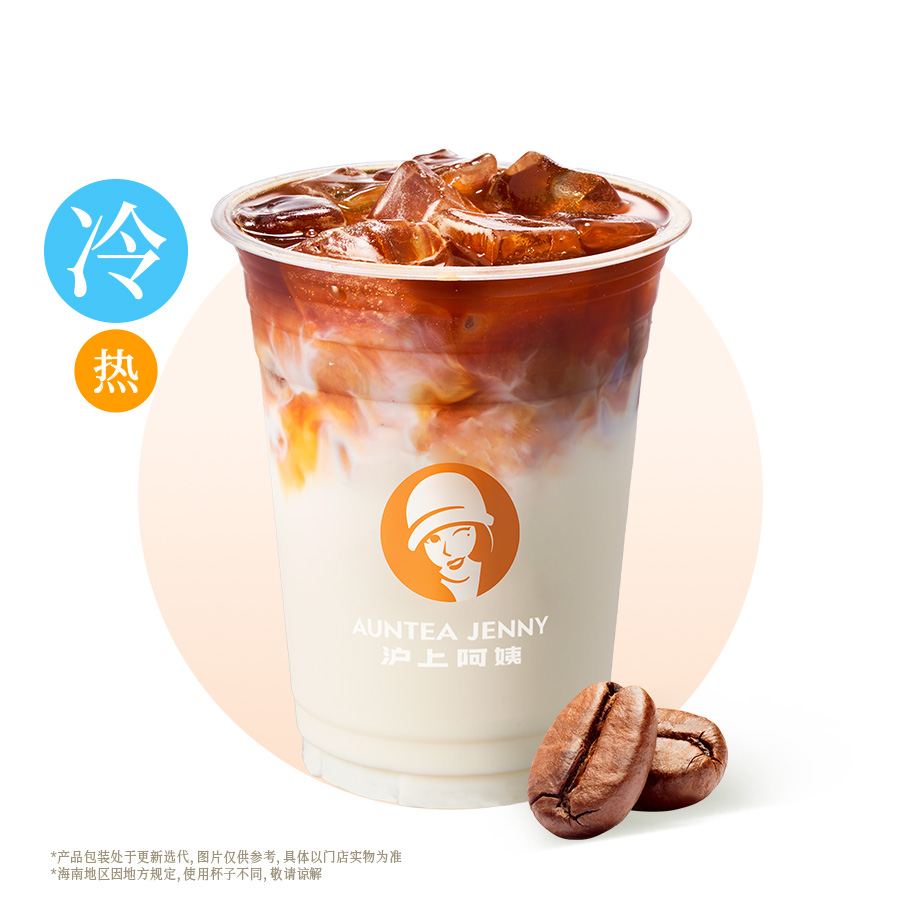 冷
热
AUNTEA JENNY
沪上阿姨
*产品包装处于更新迭代, 图片仅供参考, 具体以门店实物为准
*海南地区因地方规定, 使用杯子不同, 敬请谅解